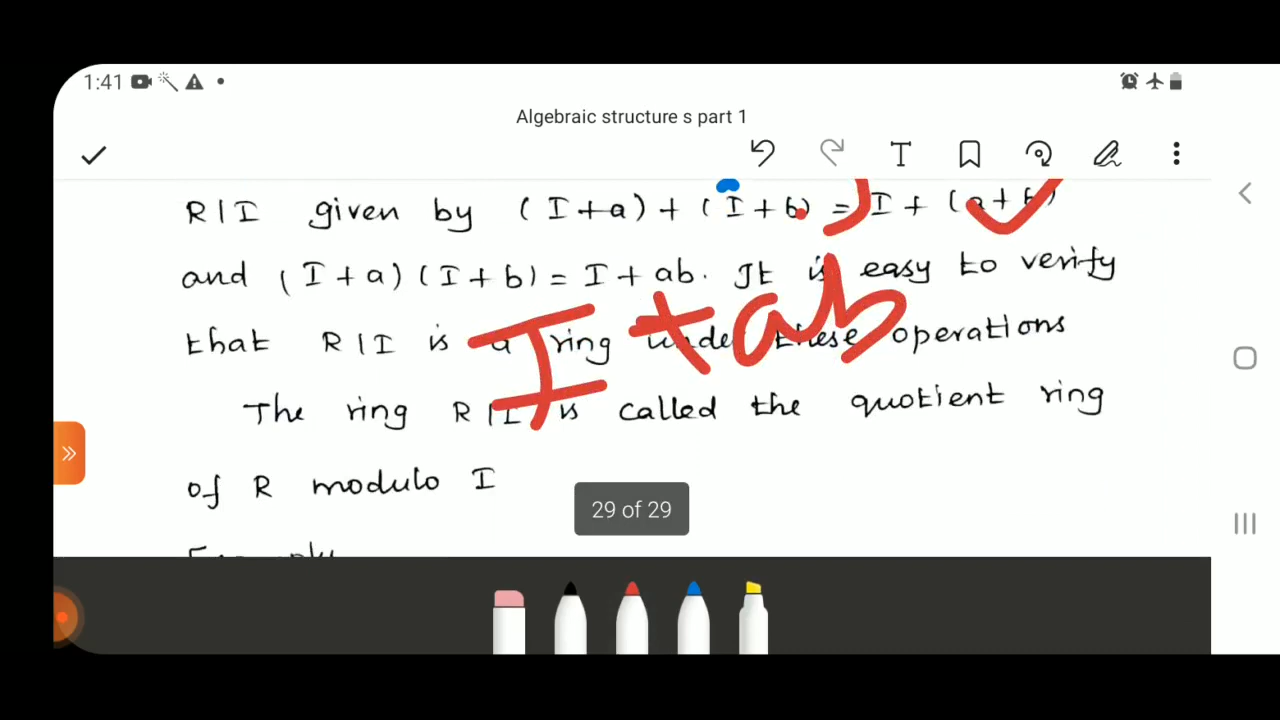 1:41
Algebraic structure s part 1
R|I given by (I+a)+(I+b) = I+(a+b)
and (I+a)(I+b)=I+ab. It is easy to verify
that R|I is a ring under these operations
I+ab
The ring R|I is called the quotient ring
of R modulo I
29 of 29